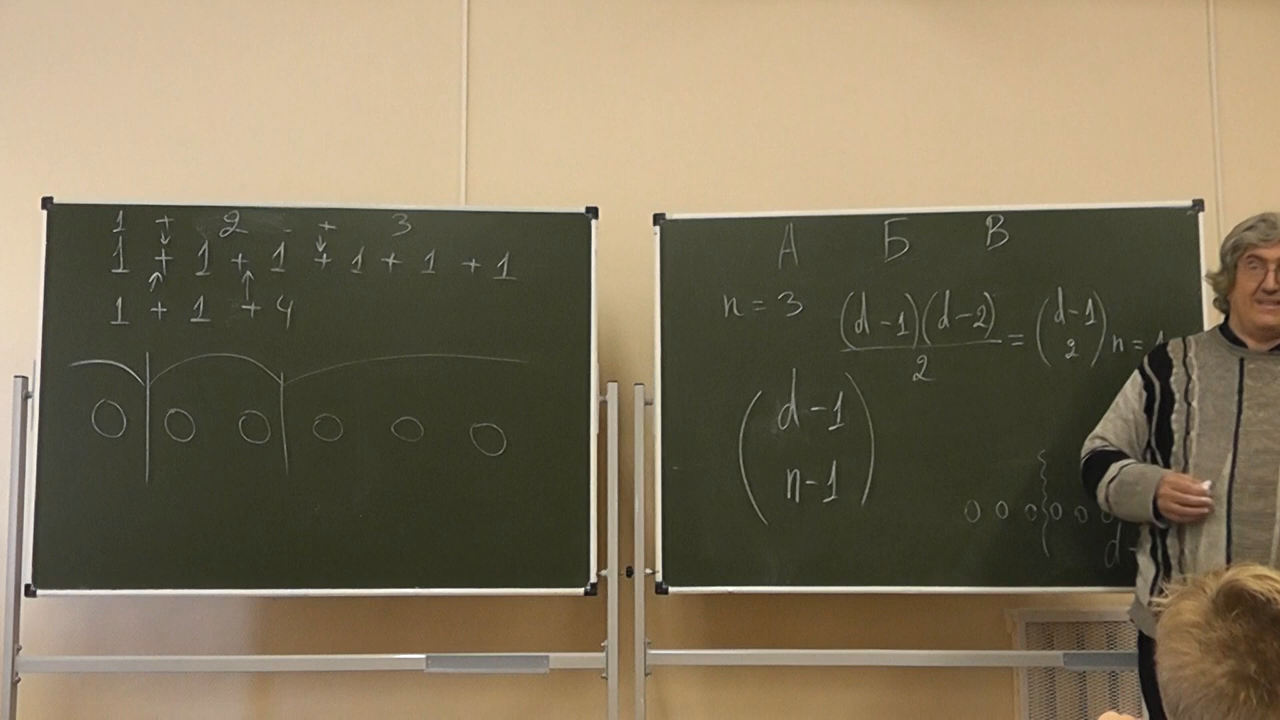 1 + 2 + 3
1 + 1 + 1 + 1 + 1 + 1
1 + 1 + 4
А Б В
n = 3 (d-1)(d-2)/2 = (d-1 2) n =
(d-1
n-1)
d -